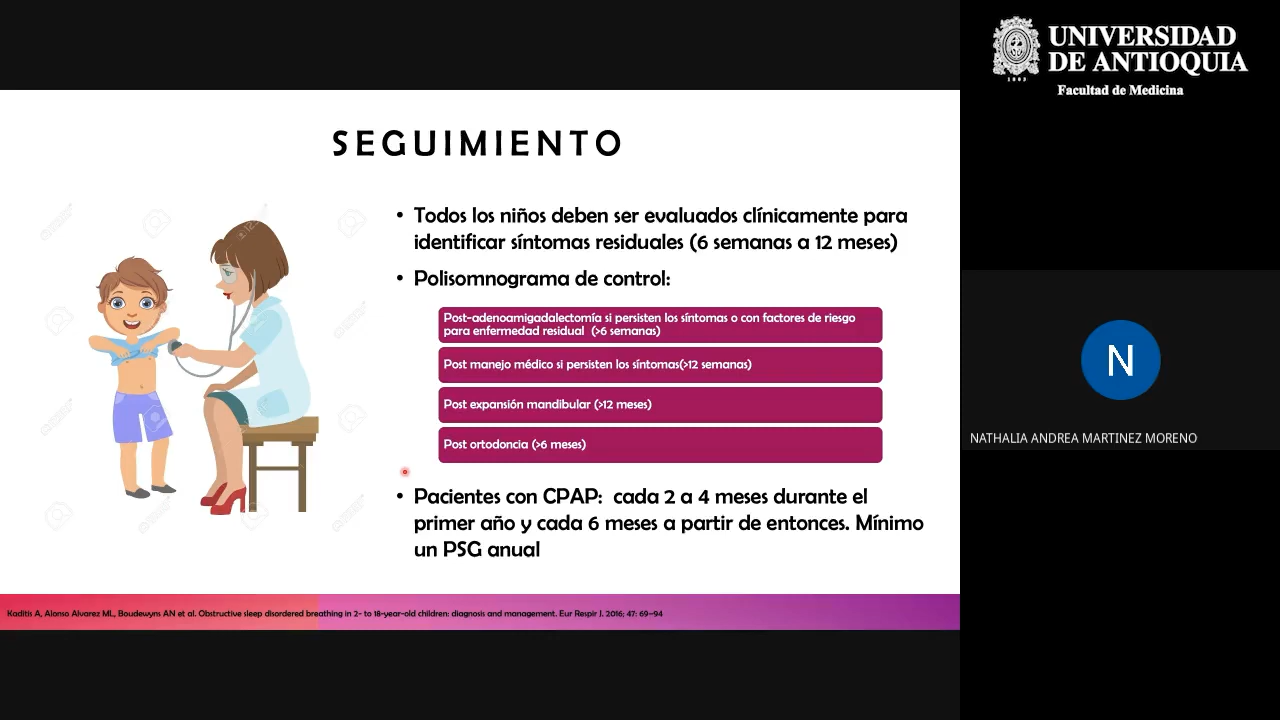 UNIVERSIDAD
DE ANTIOQUIA
1803
Facultad de Medicina
SEGUIMIENTO
• Todos los niños deben ser evaluados clínicamente para
identificar síntomas residuales (6 semanas a 12 meses)
• Polisomnograma de control:
Post-adenoamigadalectomía si persisten los síntomas o con factores de riesgo
para enfermedad residual (>6 semanas)
Post manejo médico si persisten los síntomas(>12 semanas)
Post expansión mandibular (>12 meses)
Post ortodoncia (>6 meses)
• Pacientes con CPAP: cada 2 a 4 meses durante el
primer año y cada 6 meses a partir de entonces. Mínimo
un PSG anual
Kaditis A, Alonso Alvarez ML, Boudewyns AN et al. Obstructive sleep disordered breathing in 2- to 18-year-old children: diagnosis and management. Eur Respir J. 2016; 47: 69–94
N
NATHALIA ANDREA MARTINEZ MORENO